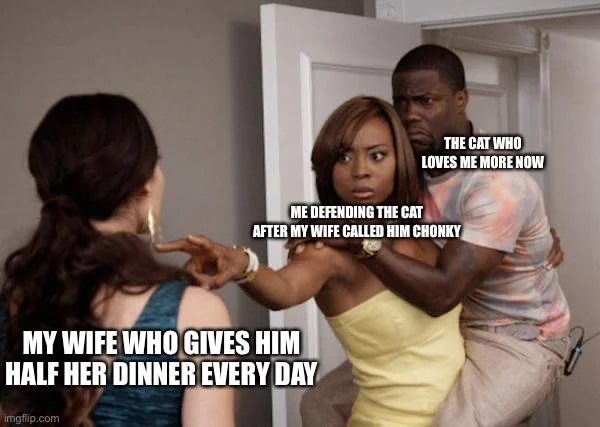 THE CAT WHO
LOVES ME MORE NOW
ME DEFENDING THE CAT
AFTER MY WIFE CALLED HIM CHONKY
MY WIFE WHO GIVES HIM
HALF HER DINNER EVERY DAY
imgflip.com